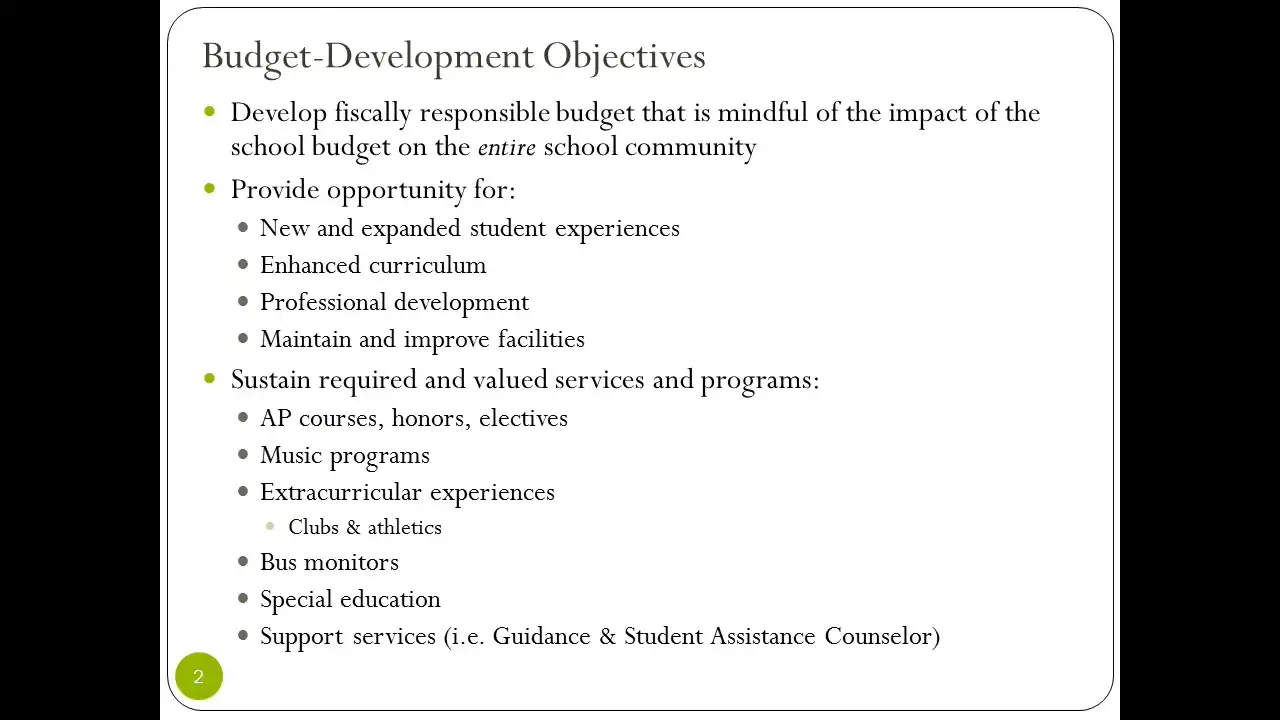 Budget-Development Objectives
• Develop fiscally responsible budget that is mindful of the impact of the
school budget on the entire school community
• Provide opportunity for:
• New and expanded student experiences
• Enhanced curriculum
• Professional development
• Maintain and improve facilities
• Sustain required and valued services and programs:
• AP courses, honors, electives
• Music programs
• Extracurricular experiences
• Clubs & athletics
• Bus monitors
• Special education
• Support services (i.e. Guidance & Student Assistance Counselor)
2